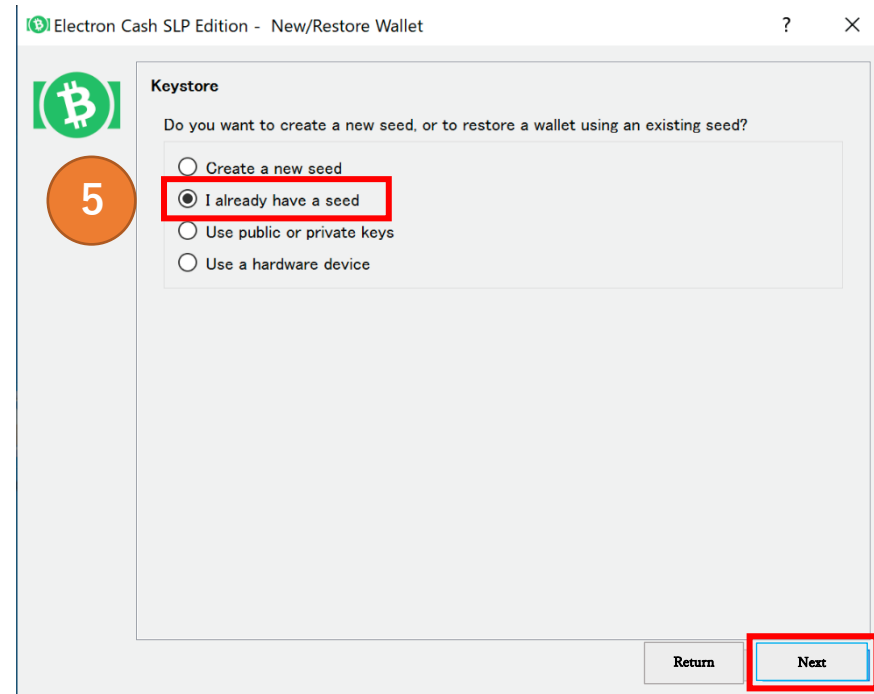 Electron Cash SLP Edition - New/Restore Wallet
Keystore
Do you want to create a new seed, or to restore a wallet using an existing seed?
Create a new seed
5
I already have a seed
Use public or private keys
Use a hardware device
Return
Next